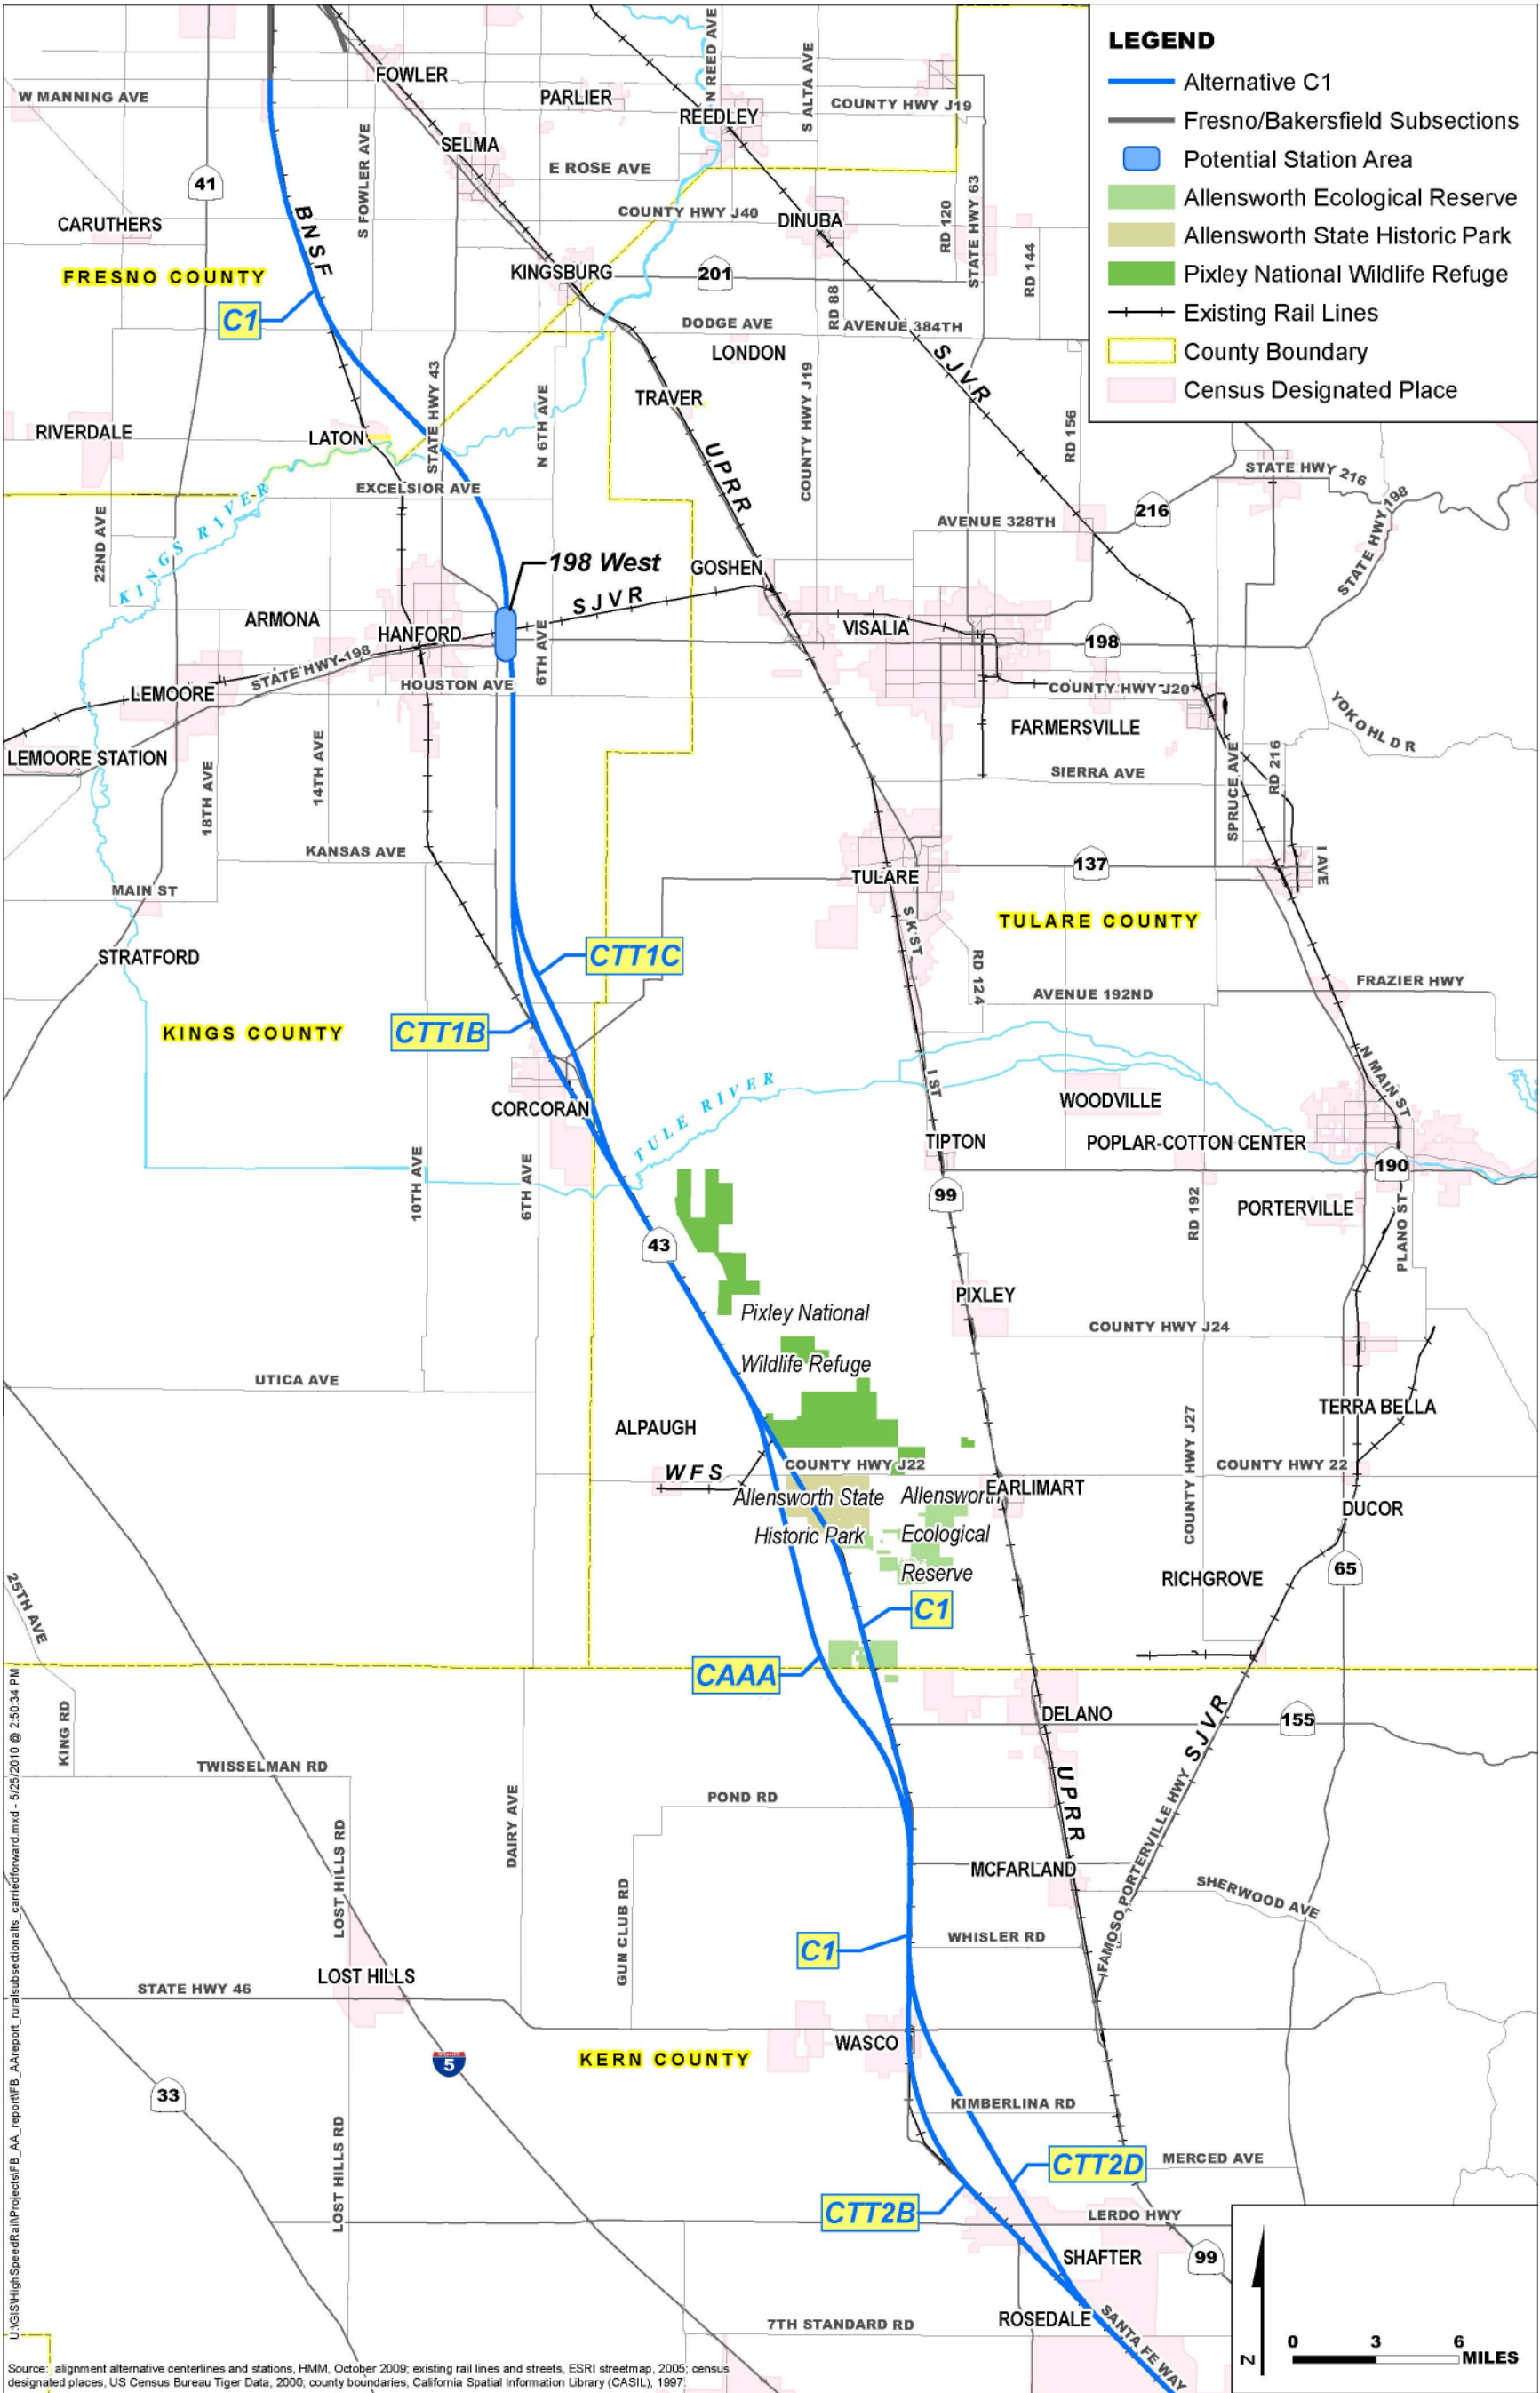 LEGEND
Alternative C1
Fresno/Bakersfield Subsections
Potential Station Area
Allensworth Ecological Reserve
Allensworth State Historic Park
Pixley National Wildlife Refuge
Existing Rail Lines
County Boundary
Census Designated Place
FOWLER
W MANNING AVE
PARLIER
N REED AVE
S ALTA AVE
COUNTY HWY J19
REEDLEY
S FOWLER AVE
SELMA
E ROSE AVE
41
BNSF
CARUTHERS
COUNTY HWY J40
DINUBA
RD 120
STATE HWY 63
RD 144
FRESNO COUNTY
KINGSBURG
201
C1
RD 88
DODGE AVE
AVENUE 384TH
LONDON
SJVR
STATE HWY 43
N 6TH AVE
TRAVER
COUNTY HWY J19
RD 156
RIVERDALE
LATON
UPRR
STATE HWY 216
EXCELSIOR AVE
STATE HWY 198
22ND AVE
KINGS RIVER
216
AVENUE 328TH
198 West
GOSHEN
SJVR
ARMONA
HANFORD
6TH AVE
VISALIA
198
STATE HWY 198
HOUSTON AVE
COUNTY HWY J20
LEMOORE
YOKOHL DR
FARMERSVILLE
LEMOORE STATION
18TH AVE
14TH AVE
SIERRA AVE
SPRUCE AVE
RD 216
KANSAS AVE
137
I AVE
MAIN ST
TULARE
S K ST
TULARE COUNTY
STRATFORD
CTT1C
RD 124
FRAZIER HWY
AVENUE 192ND
KINGS COUNTY
CTT1B
N MAIN ST
I ST
TULE RIVER
CORCORAN
WOODVILLE
TIPTON
POPLAR-COTTON CENTER
190
10TH AVE
6TH AVE
99
RD 192
PORTERVILLE
PLANO ST
43
PIXLEY
Pixley National
Wildlife Refuge
COUNTY HWY J24
UTICA AVE
TERRA BELLA
ALPAUGH
COUNTY HWY J27
WFS
COUNTY HWY J22
COUNTY HWY 22
Allensworth State
Historic Park
Allensworth
Ecological
Reserve
EARLIMART
DUCOR
25TH AVE
RICHGROVE
65
C1
CAAA
KING RD
DELANO
155
SJVR
TWISSELMAN RD
POND RD
UPRR
DAIRY AVE
LOST HILLS RD
GUN CLUB RD
MCFARLAND
FAMOSO PORTERVILLE HWY
SHERWOOD AVE
C1
WHISLER RD
LOST HILLS
STATE HWY 46
WASCO
5
KERN COUNTY
33
KIMBERLINA RD
LOST HILLS RD
CTT2D
MERCED AVE
CTT2B
LERDO HWY
SHAFTER
99
7TH STANDARD RD
ROSEDALE
SANTA FE WAY
N
0 3 6
MILES
U:\GIS\HighSpeedRail\Projects\FB_AA_report\FB_AAreport_ruralsubsectionalts_carriedforward.mxd - 5/25/2010 @ 2:50:34 PM
Source: alignment alternative centerlines and stations, HMM, October 2009; existing rail lines and streets, ESRI streetmap, 2005; census
designated places, US Census Bureau Tiger Data, 2000; county boundaries, California Spatial Information Library (CASIL), 1997.